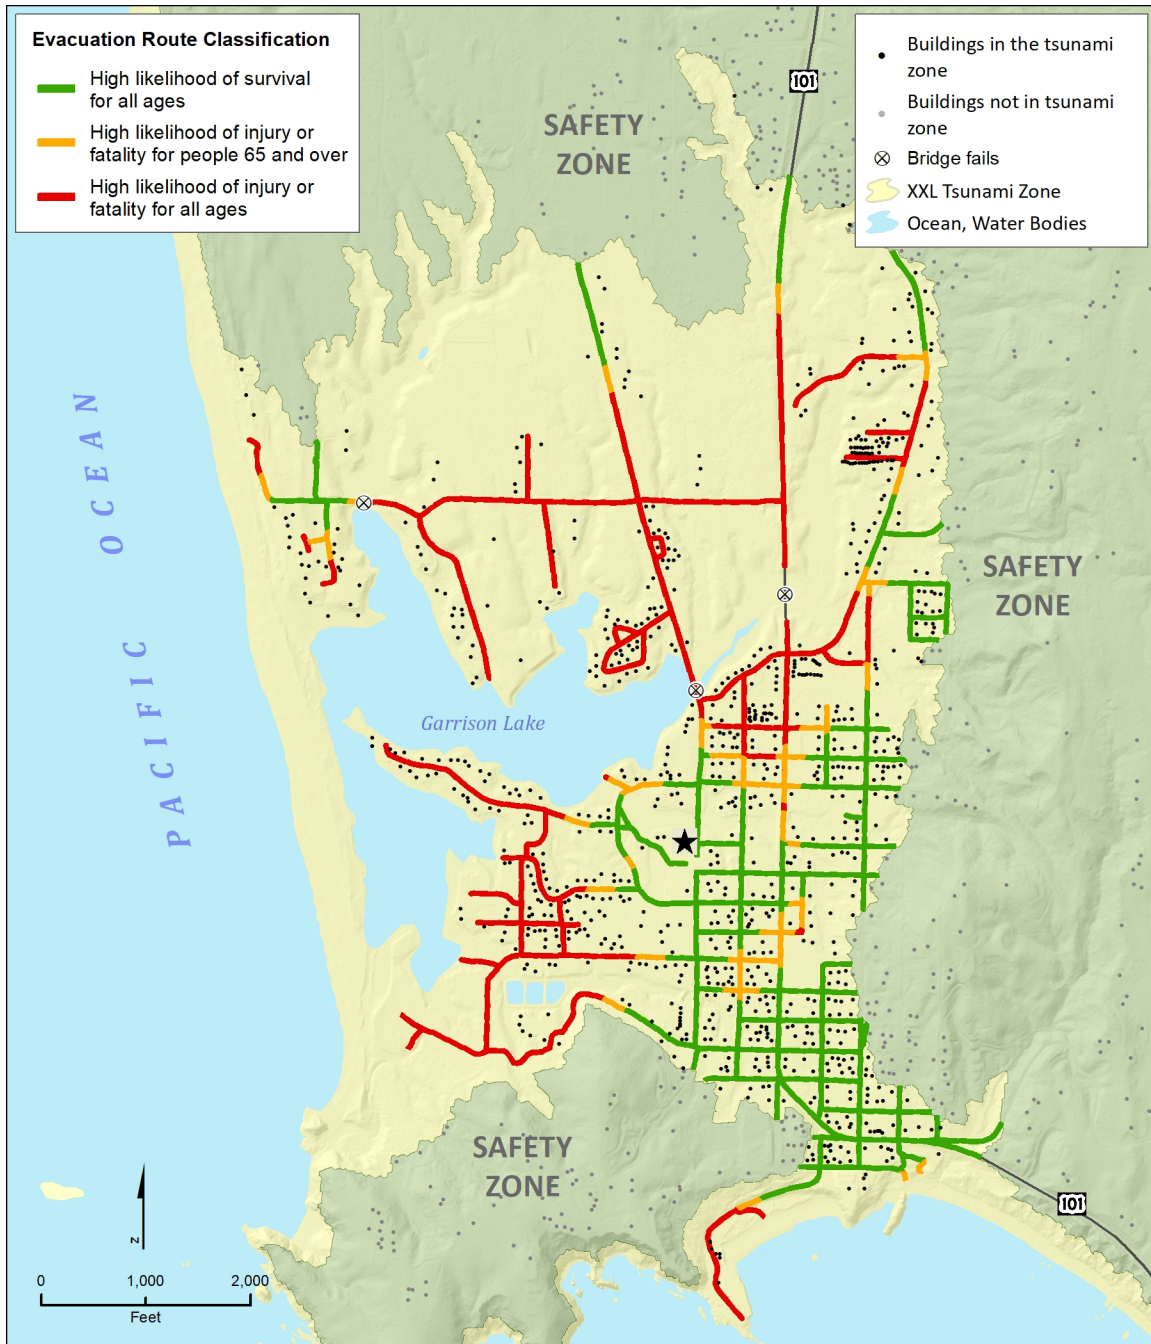 Evacuation Route Classification
High likelihood of survival
for all ages
High likelihood of injury or
fatality for people 65 and over
High likelihood of injury or
fatality for all ages
Buildings in the tsunami
zone
Buildings not in tsunami
zone
Bridge fails
XXL Tsunami Zone
Ocean, Water Bodies
101
SAFETY
ZONE
PACIFIC OCEAN
SAFETY
ZONE
Garrison Lake
SAFETY
ZONE
101
z
0 1,000 2,000
Feet